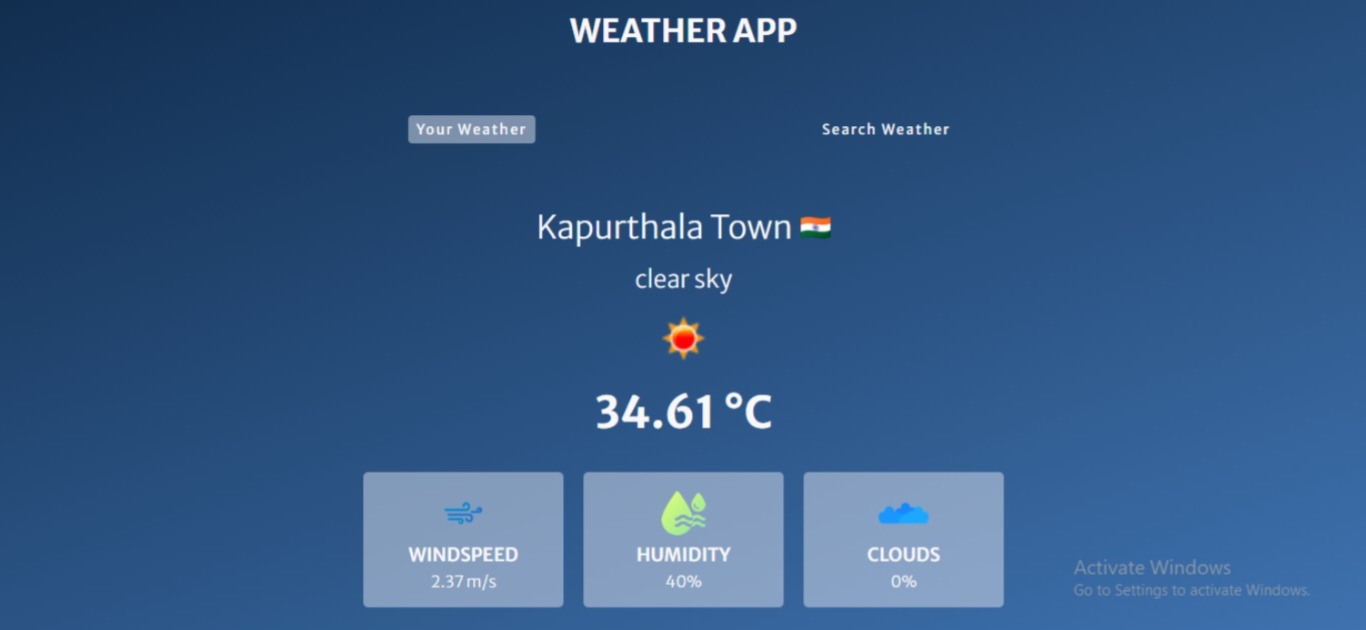 WEATHER APP
Your Weather
Search Weather
Kapurthala Town
clear sky
34.61 °C
WINDSPEED
2.37 m/s
HUMIDITY
40%
CLOUDS
0%
Activate Windows
Go to Settings to activate Windows.